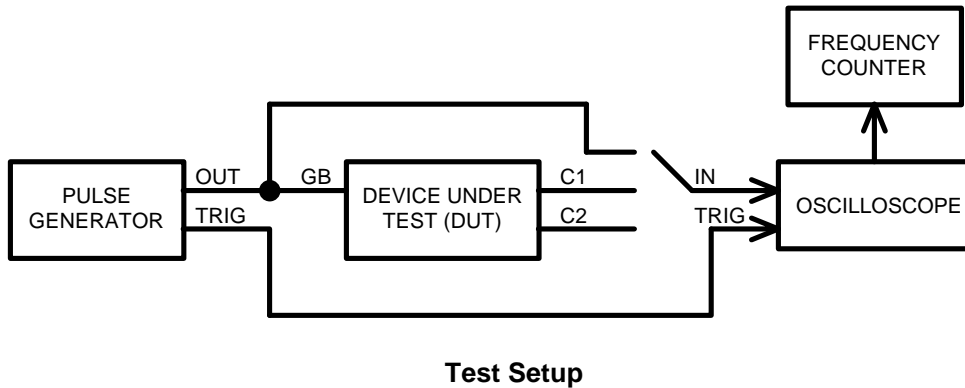 FREQUENCY
COUNTER
PULSE
GENERATOR
OUT
TRIG
GB
DEVICE UNDER
TEST (DUT)
C1
C2
IN
TRIG
OSCILLOSCOPE
Test Setup